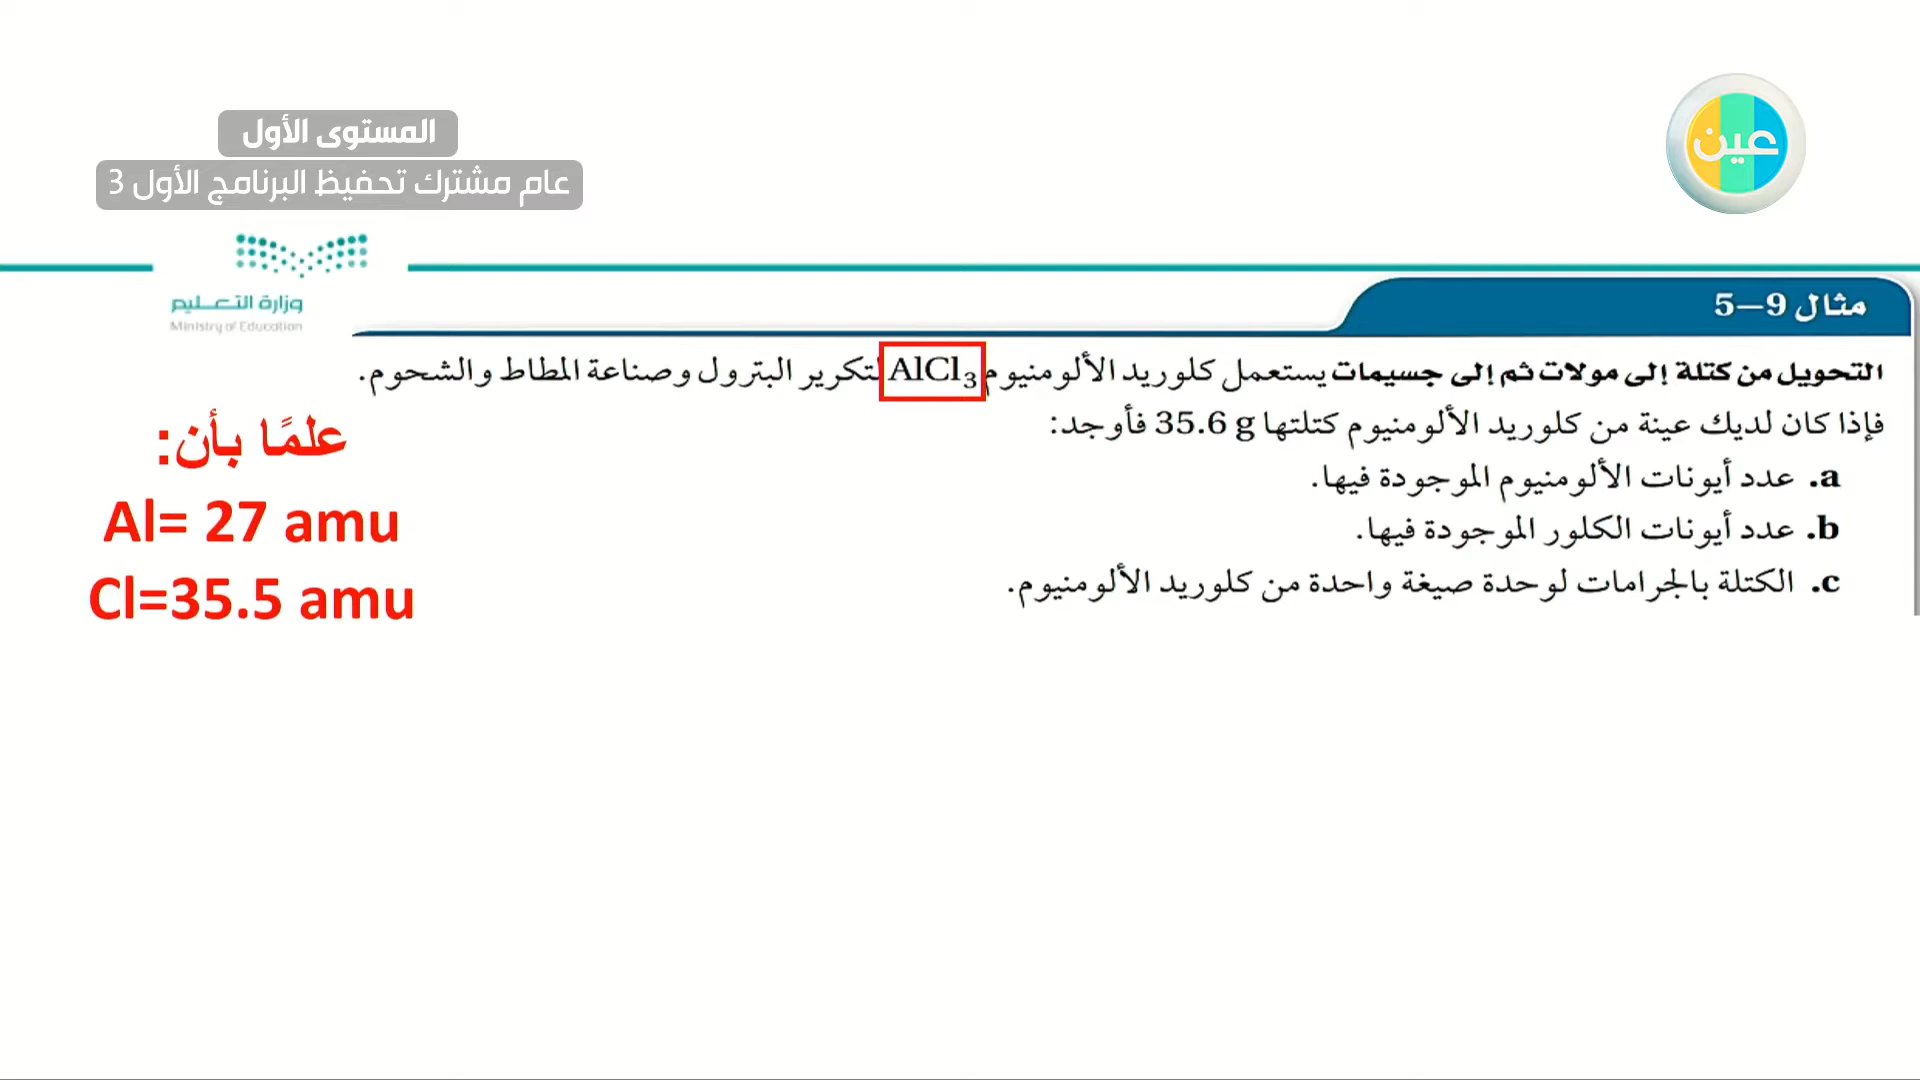 عين
المستوى الأول
عام مشترك تحفيظ البرنامج الأول 3
وزارة التعليم
Ministry of Education
مثال 9–5
التحويل من كتلة إلى مولات ثم إلى جسيمات يستعمل كلوريد الألومنيوم AlCl₃ لتكرير البترول وصناعة المطاط والشحوم.
فإذا كان لديك عينة من كلوريد الألومنيوم كتلتها 35.6 g فأوجد:
a. عدد أيونات الألومنيوم الموجودة فيها.
b. عدد أيونات الكلور الموجودة فيها.
c. الكتلة بالجرامات لوحدة صيغة واحدة من كلوريد الألومنيوم.
علمًا بأن:
Al= 27 amu
Cl=35.5 amu